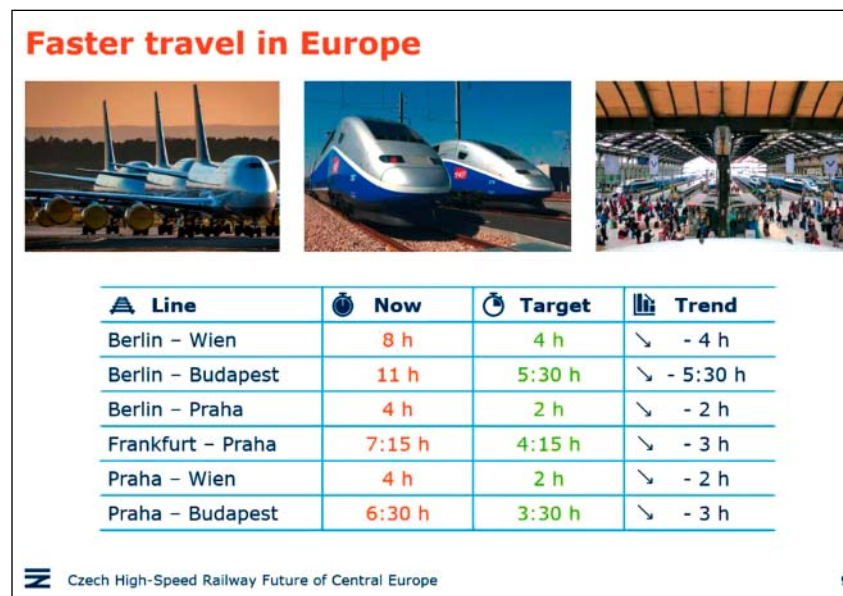 Faster travel in Europe
Line Now Target Trend
Berlin – Wien 8 h 4 h ↘ - 4 h
Berlin – Budapest 11 h 5:30 h ↘ - 5:30 h
Berlin – Praha 4 h 2 h ↘ - 2 h
Frankfurt – Praha 7:15 h 4:15 h ↘ - 3 h
Praha – Wien 4 h 2 h ↘ - 2 h
Praha – Budapest 6:30 h 3:30 h ↘ - 3 h
Czech High-Speed Railway Future of Central Europe